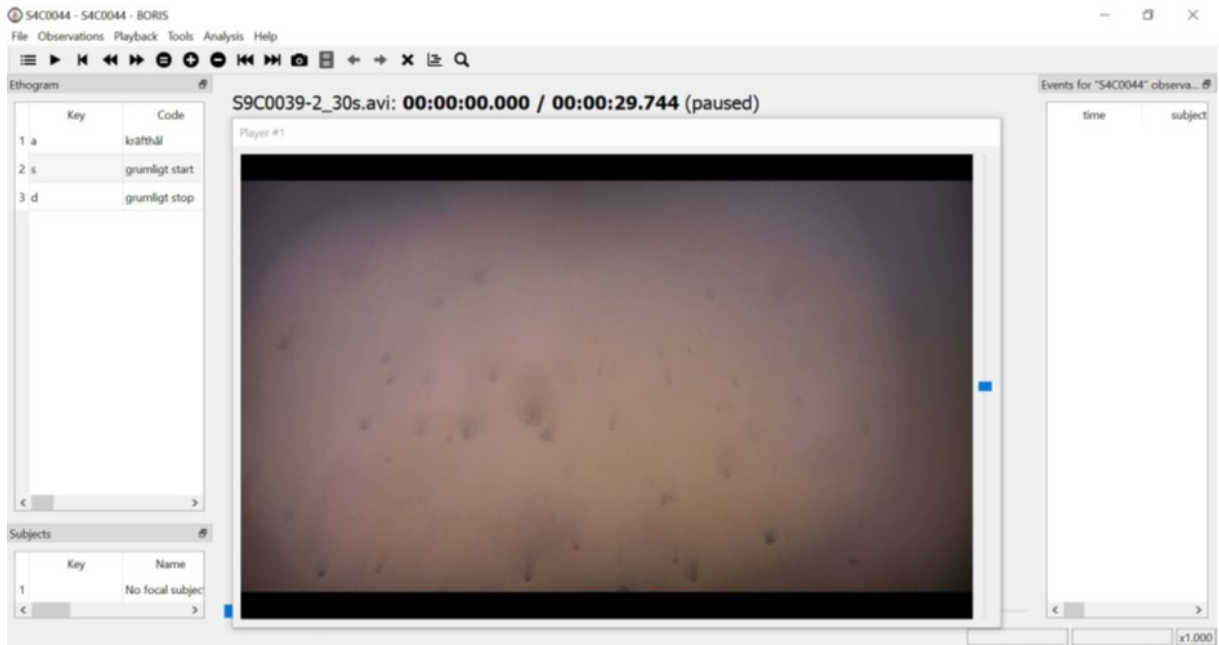 S4C0044 - S4C0044 - BORIS
File Observations Playback Tools Analysis Help
Ethogram
Key Code
1 a kräfthål
2 s grumligt start
3 d grumligt stop
Subjects
Key Name
1 No focal subjec
S9C0039-2_30s.avi: 00:00:00.000 / 00:00:29.744 (paused)
Player #1
Events for "S4C0044" observa...
time subject
x1.000